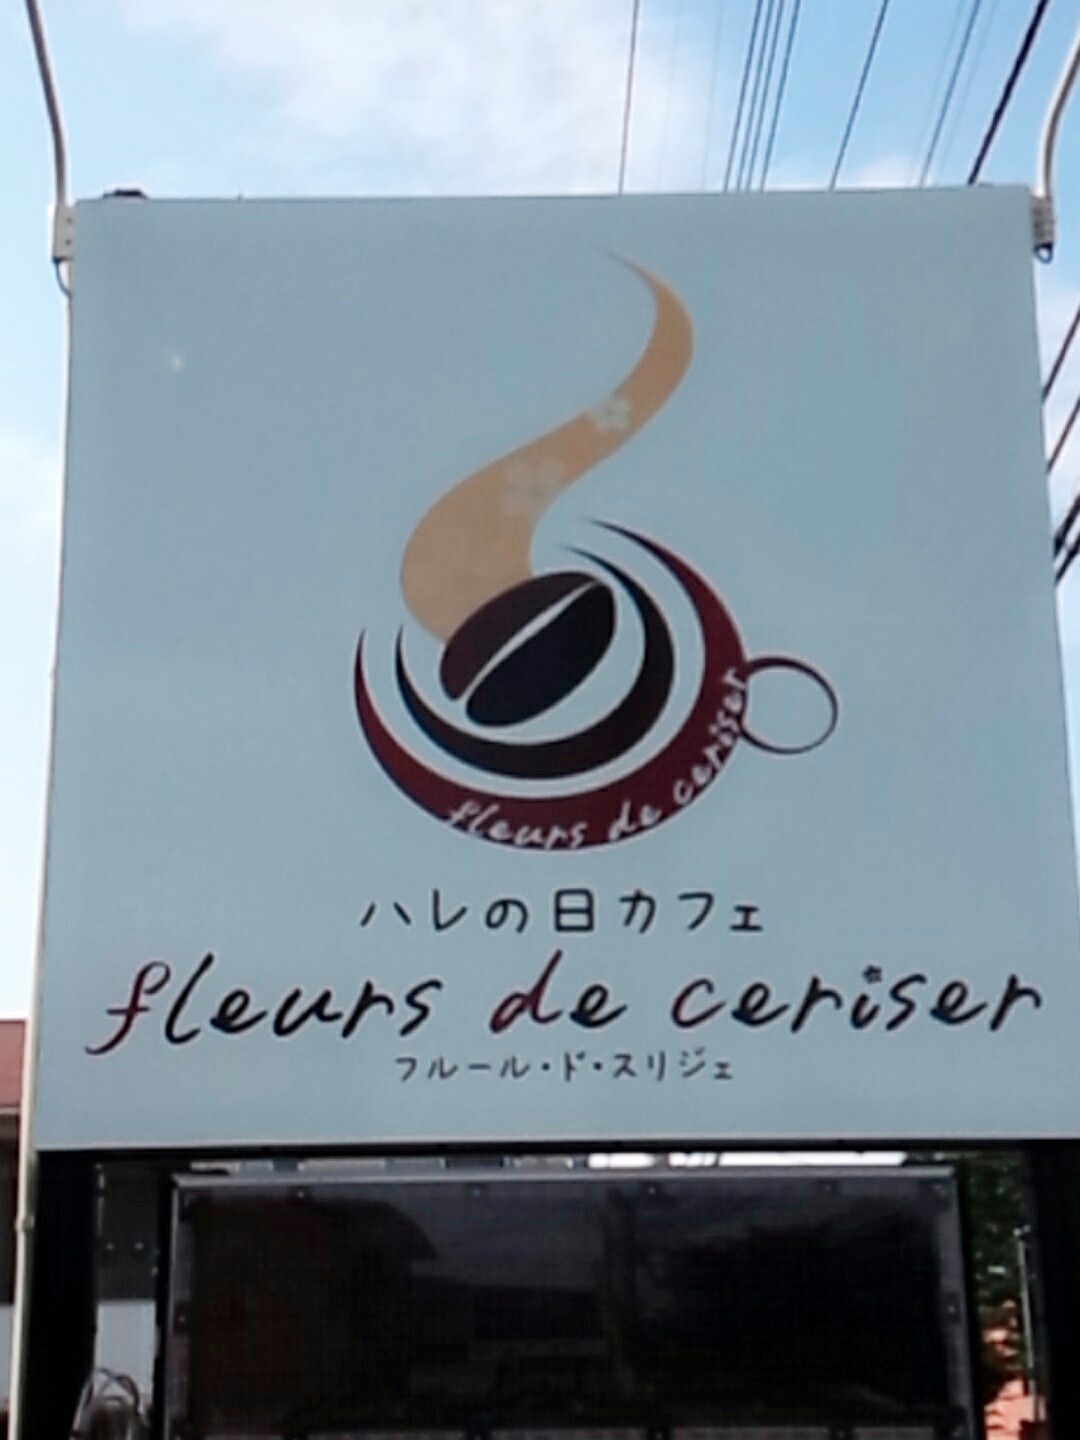 fleurs de ceriser
ハレの日カフェ
fleurs de ceriser
フルール・ド・スリジェ